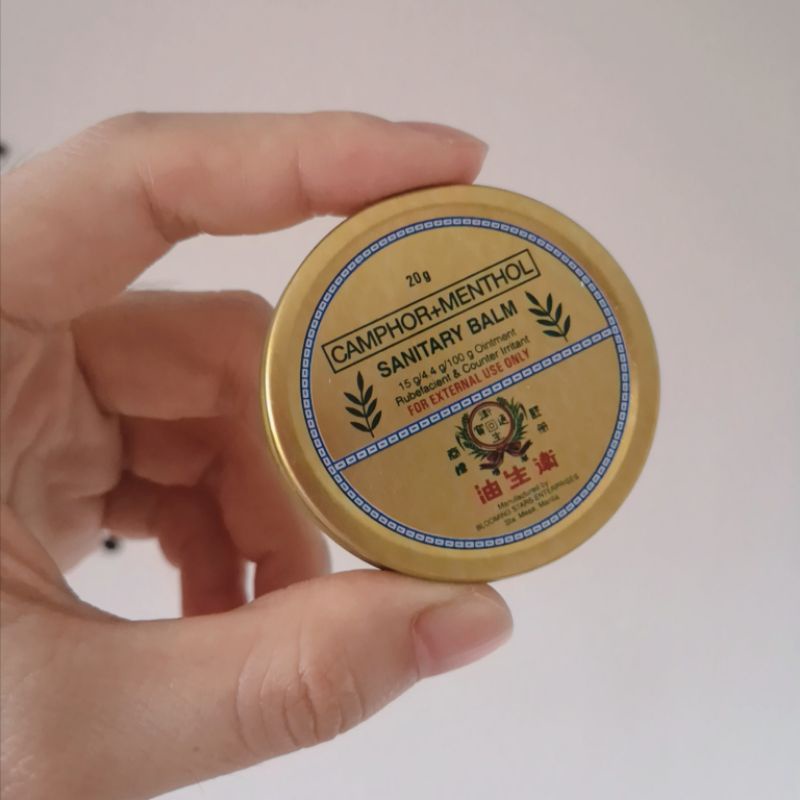 20g
CAMPHOR+MENTHOL
SANITARY BALM
15 g/4.4 g/100 g Ointment
Rubefacient & Counter Irritant
FOR EXTERNAL USE ONLY
油生衛
Manufactured by
BLOOMING STARS ENTERPRISES
Sta. Mesa, Manila